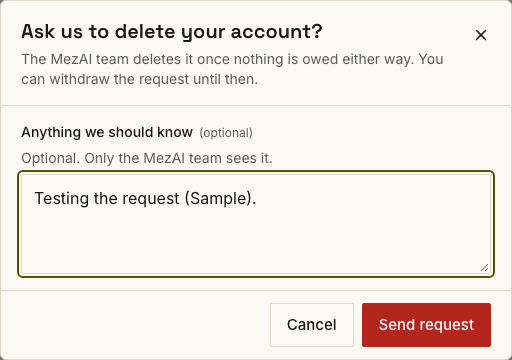 Ask us to delete your account?
The MezAI team deletes it once nothing is owed either way. You
can withdraw the request until then.
Anything we should know (optional)
Optional. Only the MezAI team sees it.
Testing the request (Sample).
Cancel
Send request